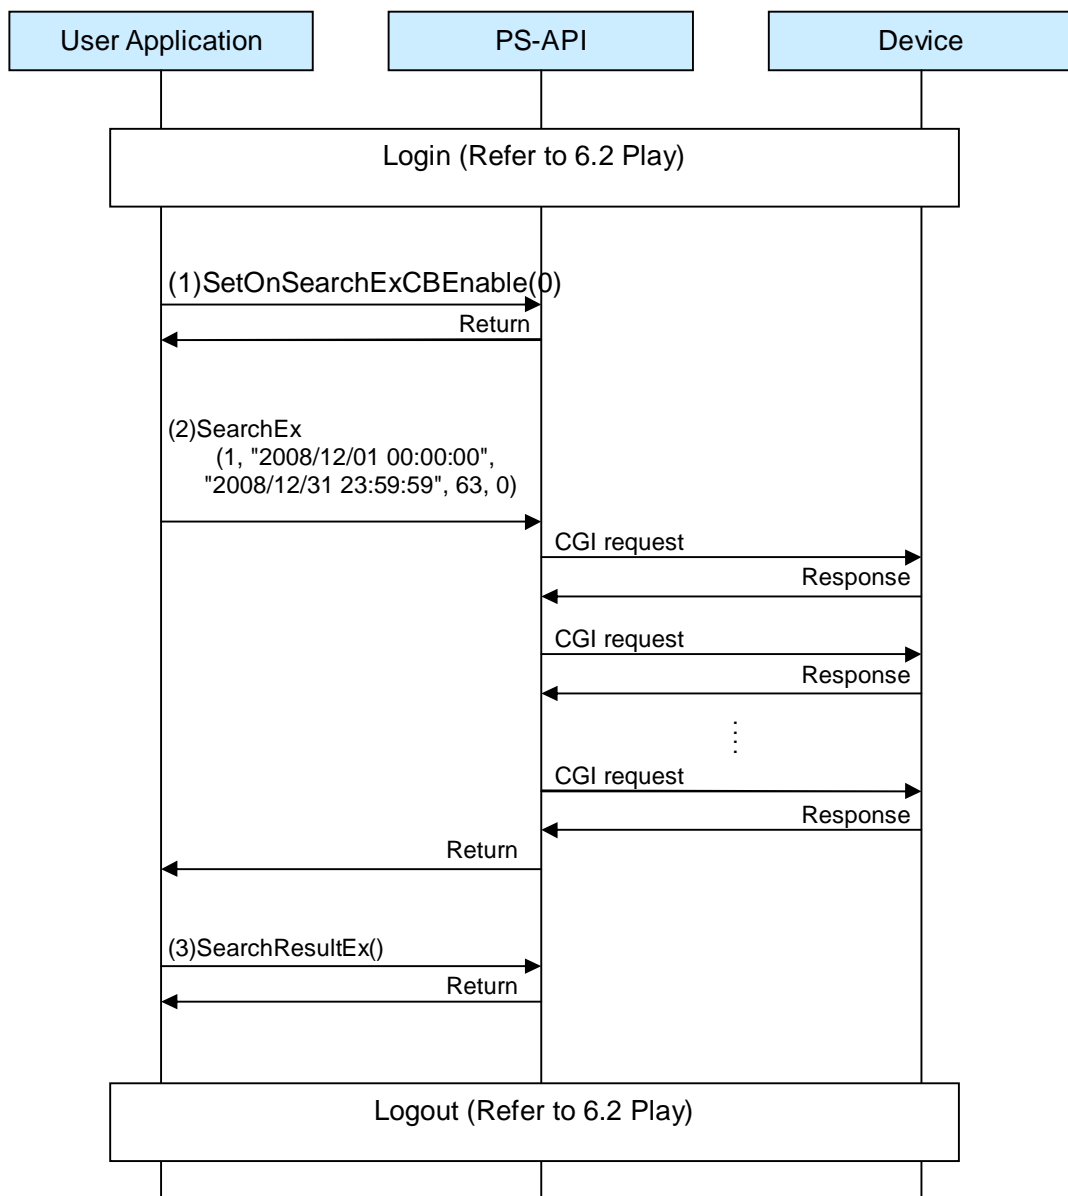 User Application
PS-API
Device
Login (Refer to 6.2 Play)
(1)SetOnSearchExCBEnable(0)
Return
(2)SearchEx
(1, "2008/12/01 00:00:00",
"2008/12/31 23:59:59", 63, 0)
CGI request
Response
CGI request
Response
CGI request
Response
Return
(3)SearchResultEx()
Return
Logout (Refer to 6.2 Play)